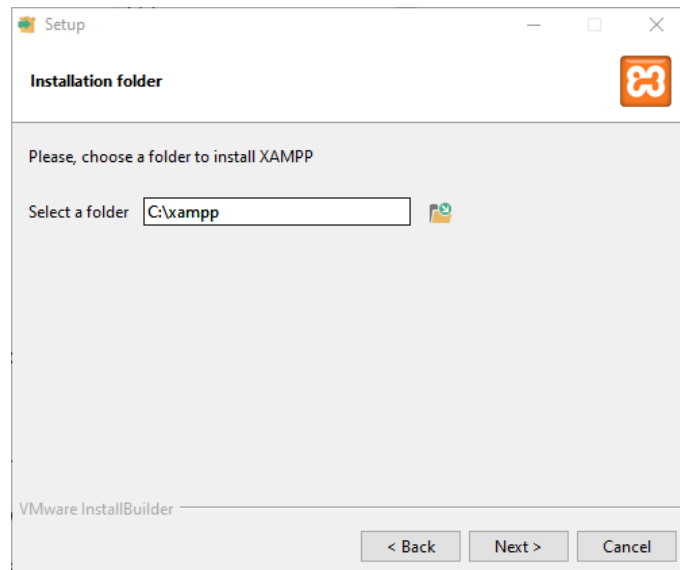 Setup
Installation folder
Please, choose a folder to install XAMPP
Select a folder C:\xampp
VMware InstallBuilder
< Back Next > Cancel